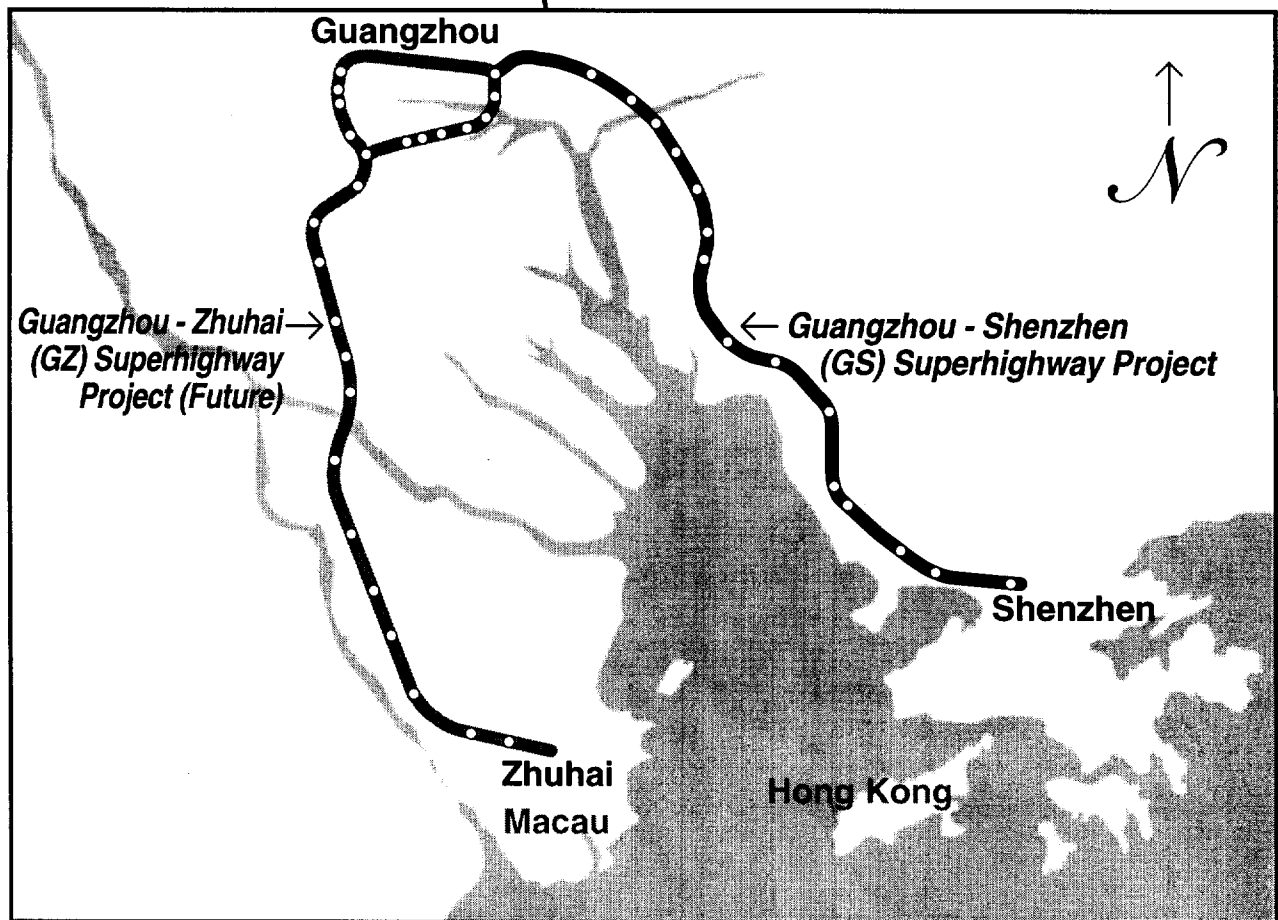 Guangzhou
N
Guangzhou - Zhuhai
(GZ) Superhighway
Project (Future)
Guangzhou - Shenzhen
(GS) Superhighway Project
Shenzhen
Zhuhai
Macau
Hong Kong